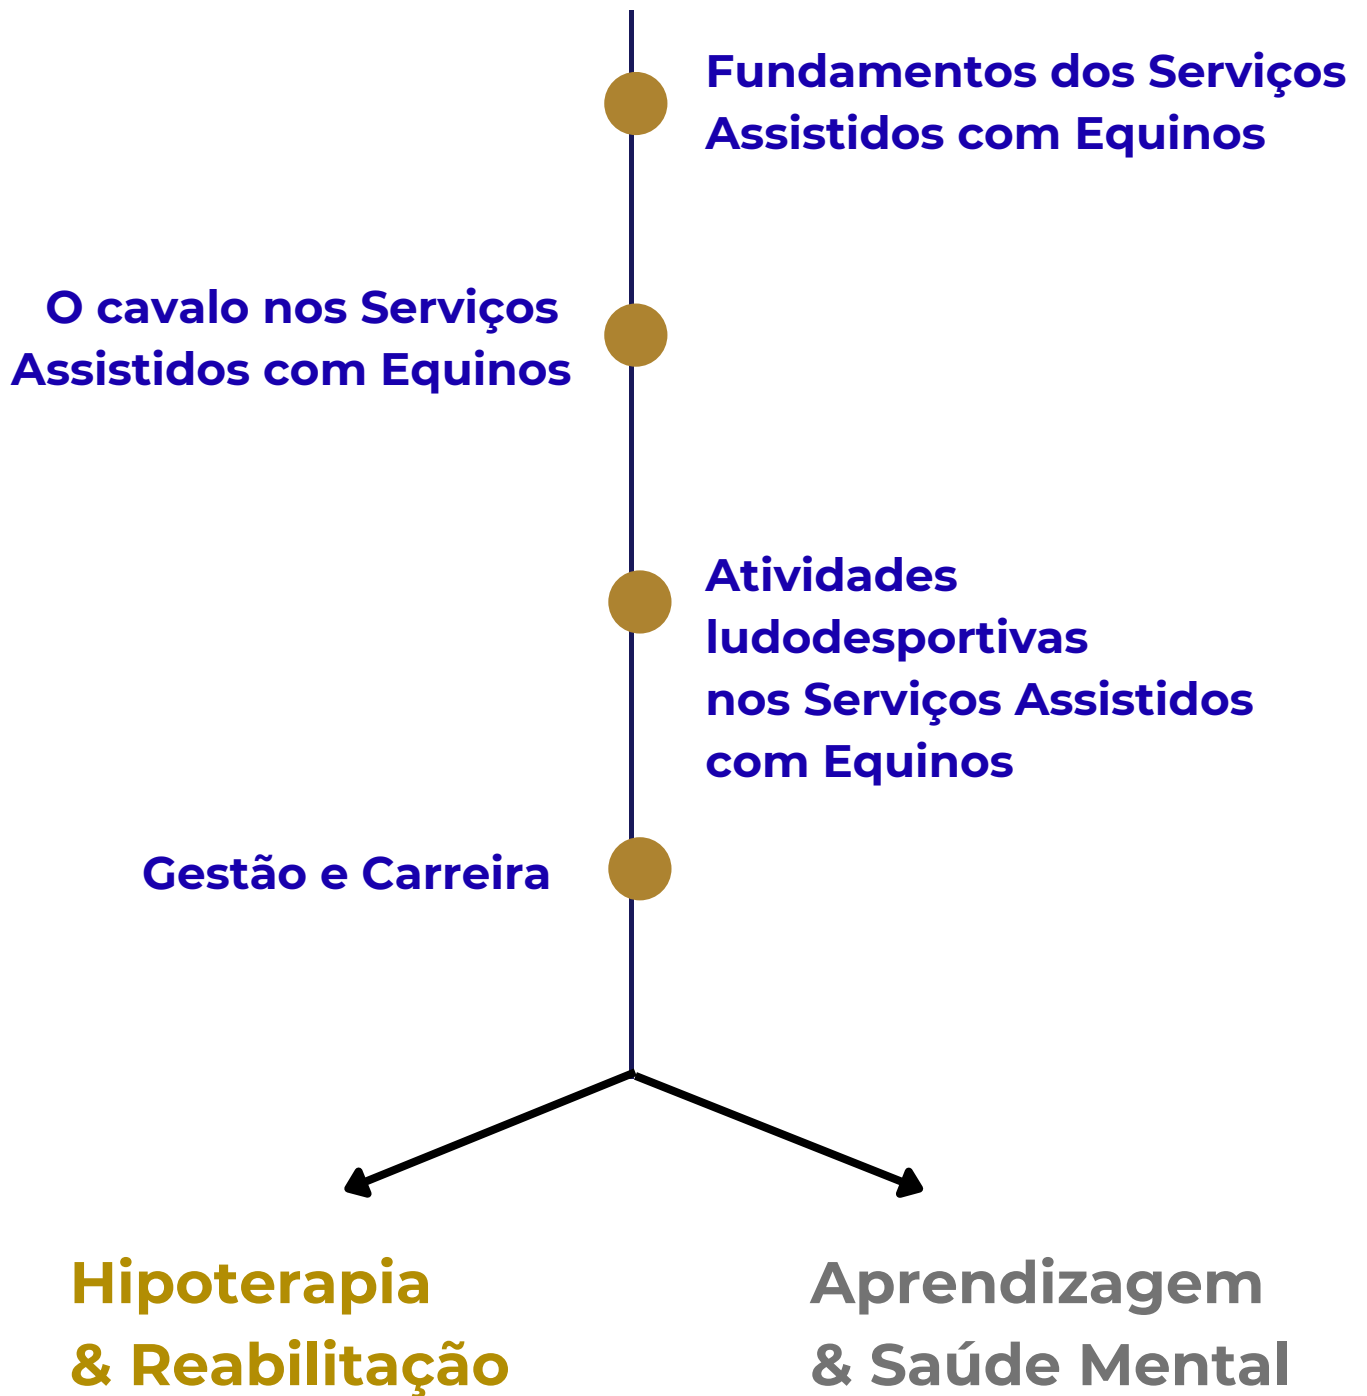 Fundamentos dos Serviços
Assistidos com Equinos
O cavalo nos Serviços
Assistidos com Equinos
Atividades
ludodesportivas
nos Serviços Assistidos
com Equinos
Gestão e Carreira
Hipoterapia
& Reabilitação
Aprendizagem
& Saúde Mental